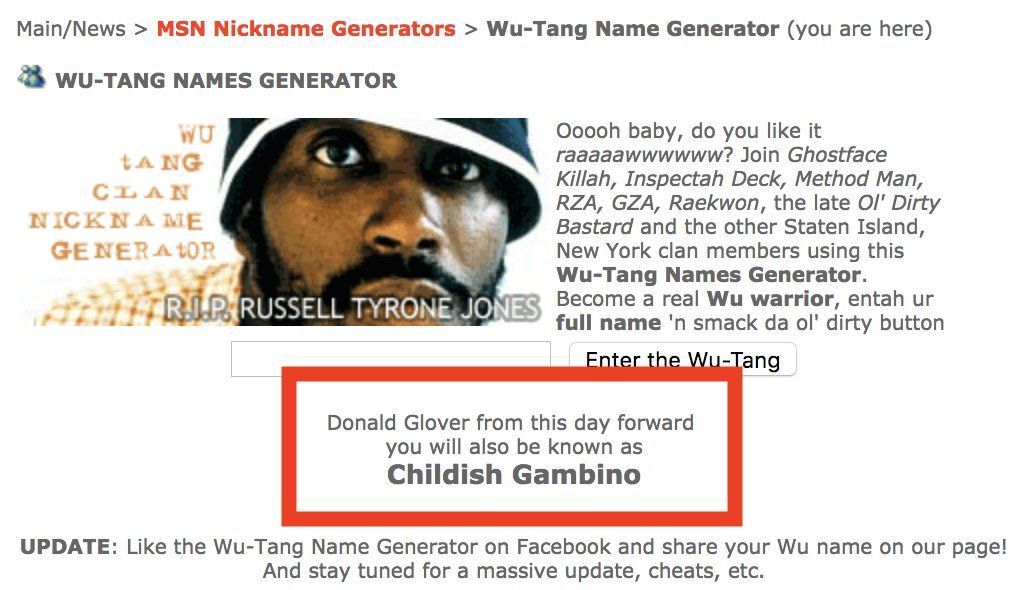 Main/News > MSN Nickname Generators > Wu-Tang Name Generator (you are here)
WU-TANG NAMES GENERATOR
WU
tANG
CLAN
NICKNAME
GENERAtOR
R.I.P. RUSSELL TYRONE JONES
Ooooh baby, do you like it
raaaaawwwwww? Join Ghostface
Killah, Inspectah Deck, Method Man,
RZA, GZA, Raekwon, the late Ol' Dirty
Bastard and the other Staten Island,
New York clan members using this
Wu-Tang Names Generator.
Become a real Wu warrior, entah ur
full name 'n smack da ol' dirty button
Enter the Wu-Tang
Donald Glover from this day forward
you will also be known as
Childish Gambino
UPDATE: Like the Wu-Tang Name Generator on Facebook and share your Wu name on our page!
And stay tuned for a massive update, cheats, etc.